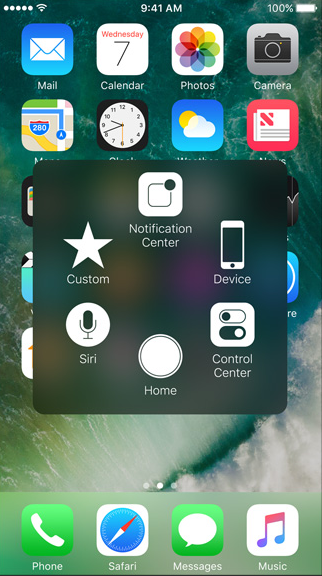 9:41 AM 100%
Wednesday
7
Mail Calendar Photos Camera
280
Notification
Center
Custom Device
Siri Control
Center
Home
Phone Safari Messages Music